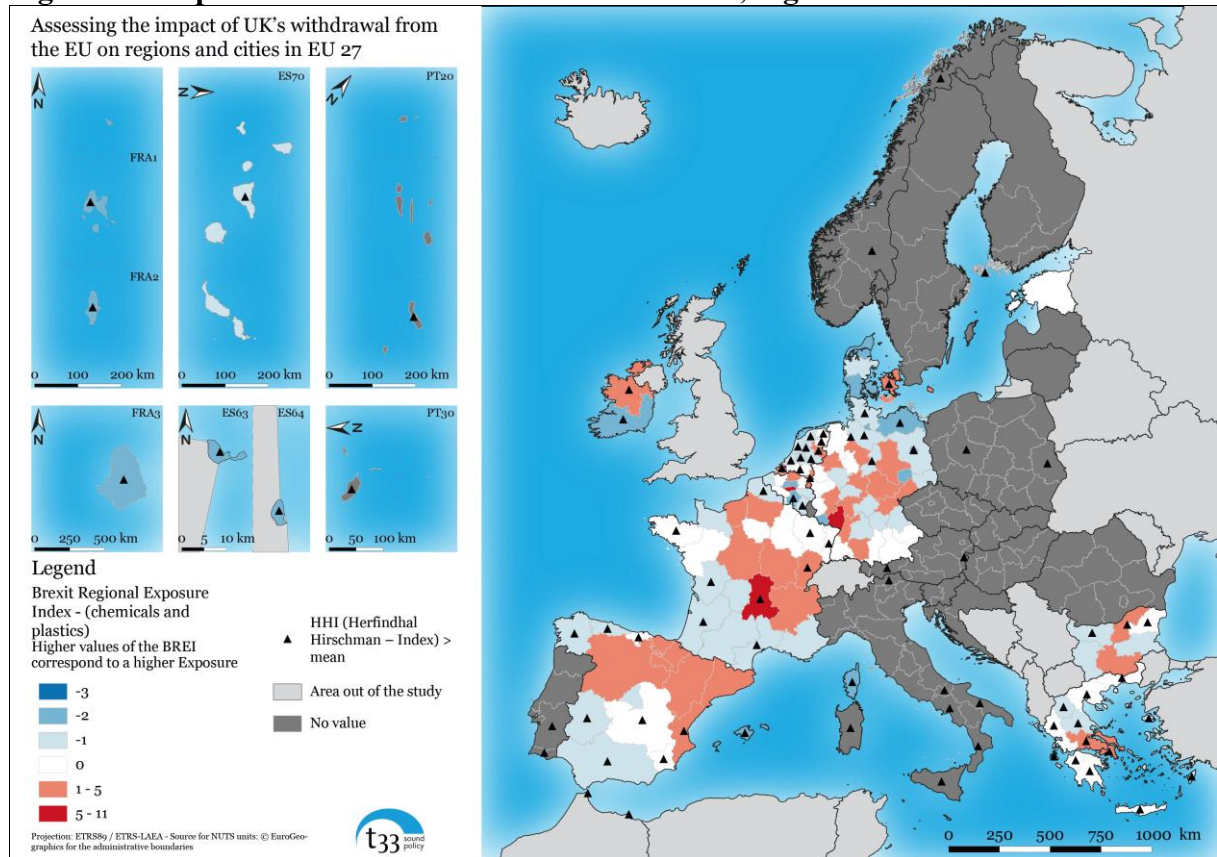 Assessing the impact of UK's withdrawal from
the EU on regions and cities in EU 27
N
FRA1
FRA2
0 100 200 km
N
ES70
0 100 200 km
N
PT20
0 100 200 km
N
FRA3
0 250 500 km
N
ES63
ES64
0 5 10 km
N
PT30
0 50 100 km
Legend
Brexit Regional Exposure
Index - (chemicals and
plastics)
Higher values of the BREI
correspond to a higher Exposure
-3
-2
-1
0
1 - 5
5 - 11
HHI (Herfindhal
Hirschman – Index) >
mean
Area out of the study
No value
Projection: ETRS89 / ETRS-LAEA - Source for NUTS units: © EuroGeo-
graphics for the administrative boundaries
t33 sound
policy
0 250 500 750 1000 km